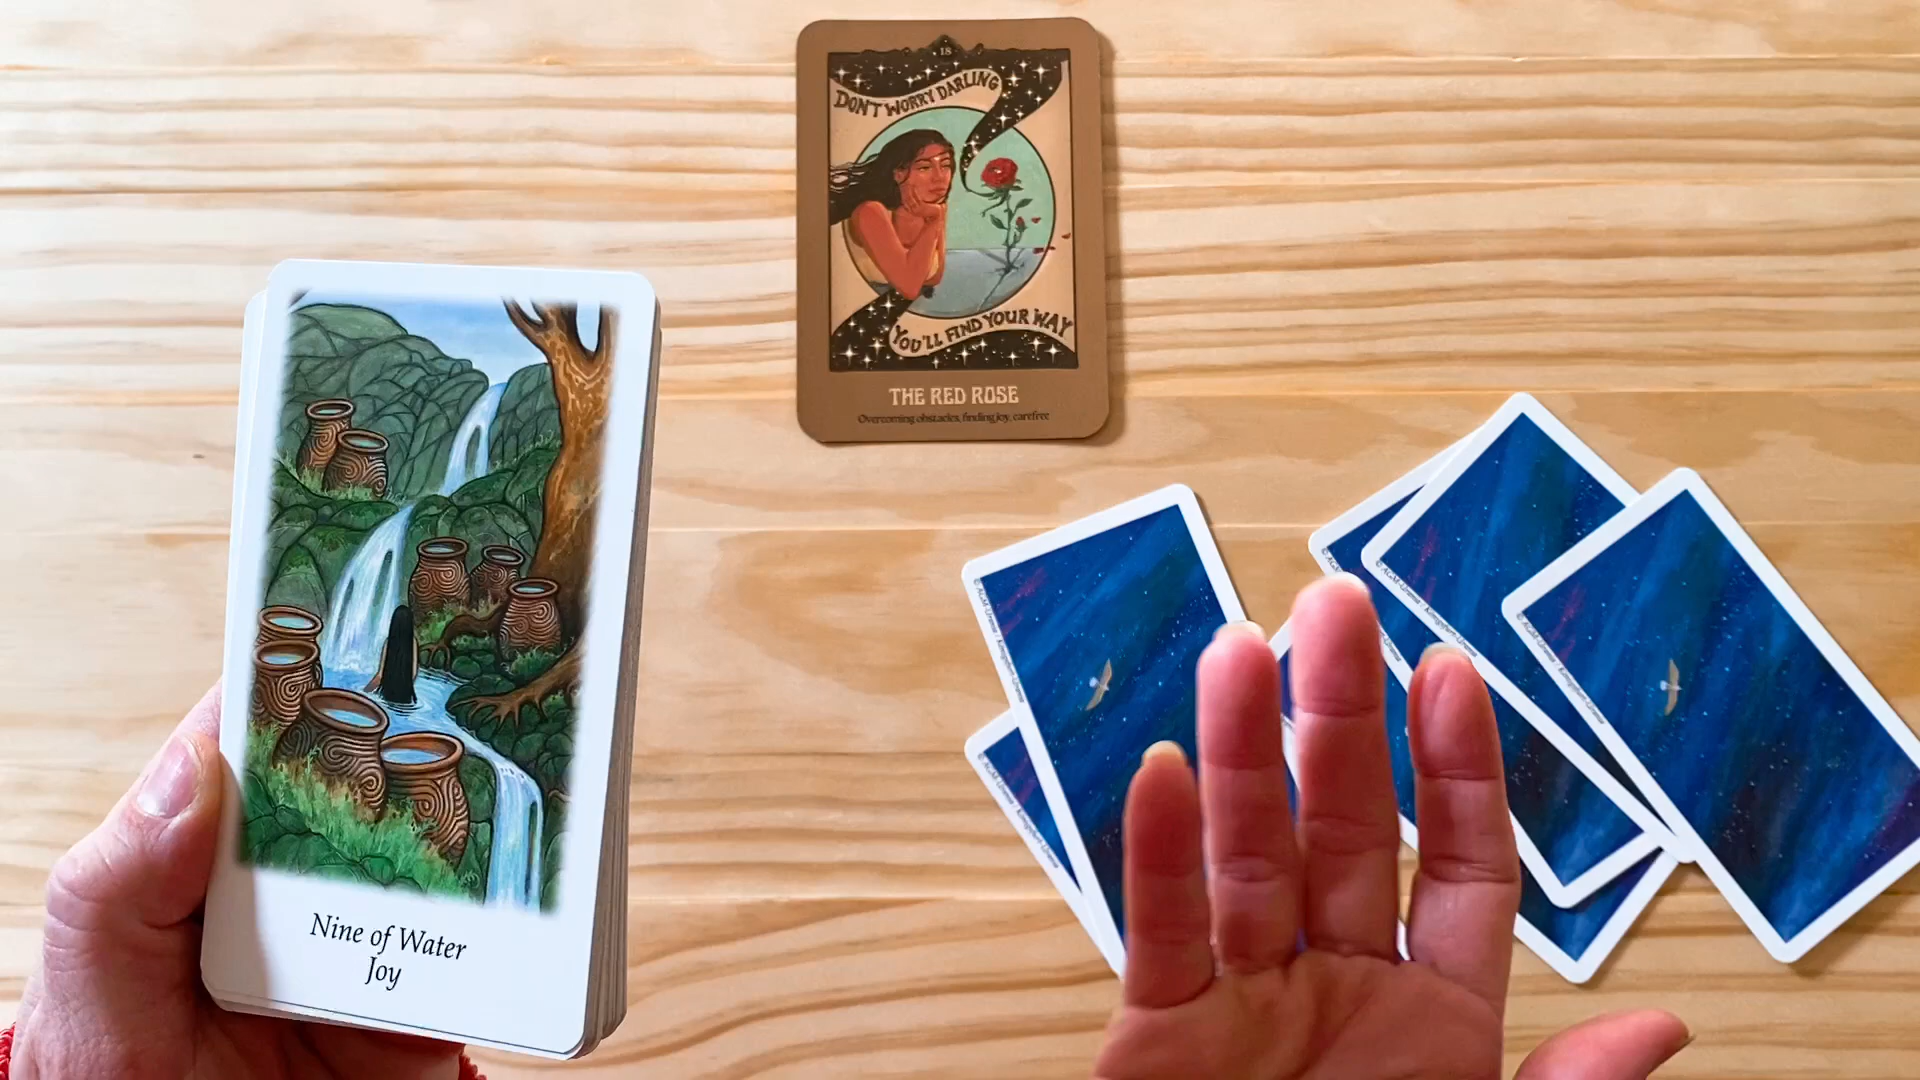 18
DON'T WORRY DARLING
YOU'LL FIND YOUR WAY
THE RED ROSE
Overcoming obstacles, finding joy, carefree
Nine of Water
Joy